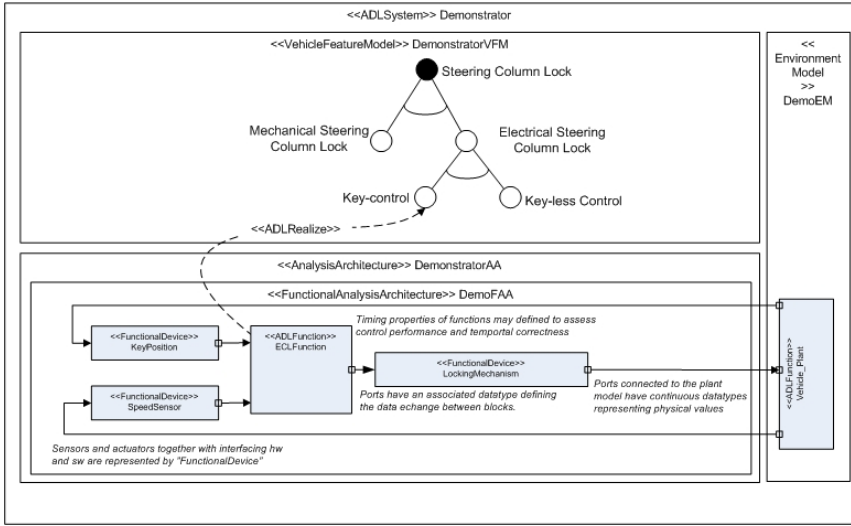 <<ADLSystem>> Demonstrator
<<VehicleFeatureModel>> DemonstratorVFM
Steering Column Lock
Mechanical Steering
Column Lock
Electrical Steering
Column Lock
Key-control
Key-less Control
<<ADLRealize>>
<<
Environment
Model
>>
DemoEM
<<AnalysisArchitecture>> DemonstratorAA
<<FunctionalAnalysisArchitecture>> DemoFAA
Timing properties of functions may defined to assess
control performance and temportal correctness
<<FunctionalDevice>>
KeyPosition
<<ADLFunction>>
ECLFunction
<<FunctionalDevice>>
LockingMechanism
<<FunctionalDevice>>
SpeedSensor
Ports have an associated datatype defining
the data echange between blocks.
Ports connected to the plant
model have continuous datatypes
representing physical values
<<ADLFunction>>
Vehicle_Plant
Sensors and actuators together with interfacing hw
and sw are represented by "FunctionalDevice"